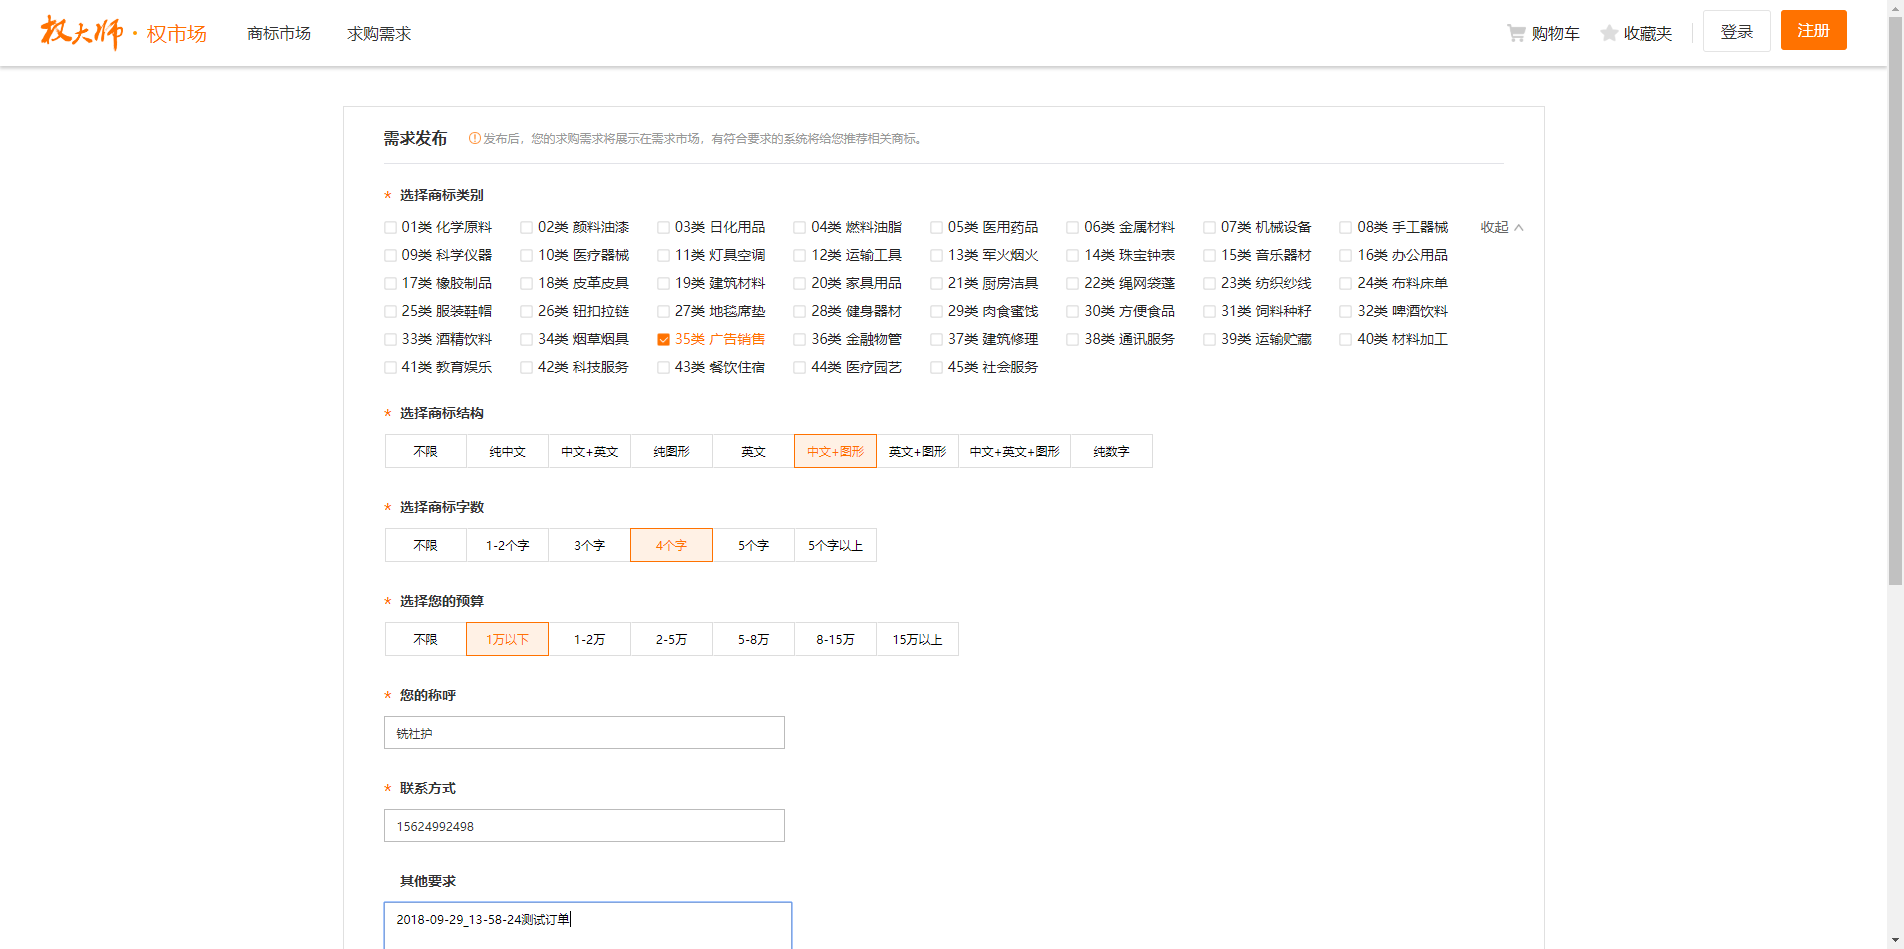 权大师·权市场 商标市场 求购需求 购物车 收藏夹 登录 注册
需求发布 发布后，您的求购需求将展示在需求市场，有符合要求的系统将给您推荐相关商标。
* 选择商标类别
01类 化学原料 02类 颜料油漆 03类 日化用品 04类 燃料油脂 05类 医用药品 06类 金属材料 07类 机械设备 08类 手工器械 收起
09类 科学仪器 10类 医疗器械 11类 灯具空调 12类 运输工具 13类 军火烟火 14类 珠宝钟表 15类 音乐器材 16类 办公用品
17类 橡胶制品 18类 皮革皮具 19类 建筑材料 20类 家具用品 21类 厨房洁具 22类 绳网袋蓬 23类 纺织纱线 24类 布料床单
25类 服装鞋帽 26类 钮扣拉链 27类 地毯席垫 28类 健身器材 29类 肉食蜜饯 30类 方便食品 31类 饲料种籽 32类 啤酒饮料
33类 酒精饮料 34类 烟草烟具 35类 广告销售 36类 金融物管 37类 建筑修理 38类 通讯服务 39类 运输贮藏 40类 材料加工
41类 教育娱乐 42类 科技服务 43类 餐饮住宿 44类 医疗园艺 45类 社会服务
* 选择商标结构
不限 纯中文 中文+英文 纯图形 英文 中文+图形 英文+图形 中文+英文+图形 纯数字
* 选择商标字数
不限 1-2个字 3个字 4个字 5个字 5个字以上
* 选择您的预算
不限 1万以下 1-2万 2-5万 5-8万 8-15万 15万以上
* 您的称呼
铣社护
* 联系方式
15624992498
其他要求
2018-09-29_13-58-24测试订单